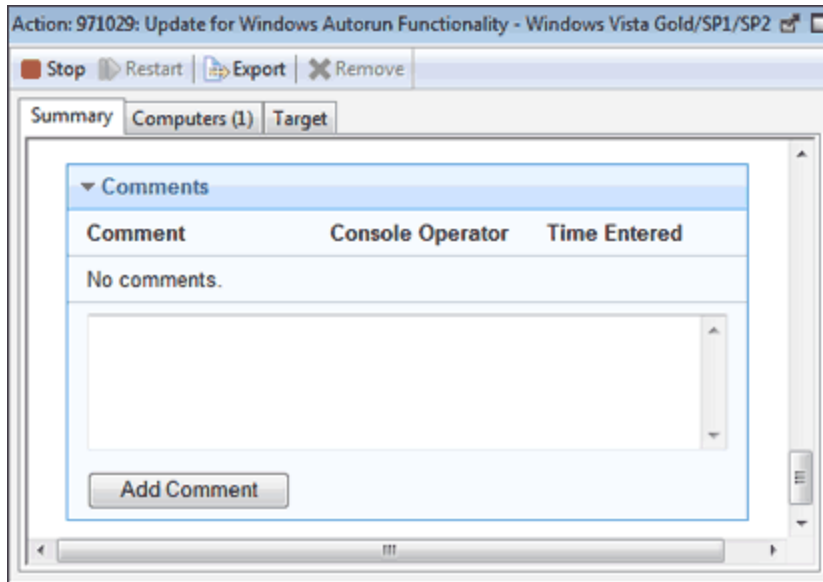 Action: 971029: Update for Windows Autorun Functionality - Windows Vista Gold/SP1/SP2
Stop Restart Export Remove
Summary Computers (1) Target
Comments
Comment Console Operator Time Entered
No comments.
Add Comment